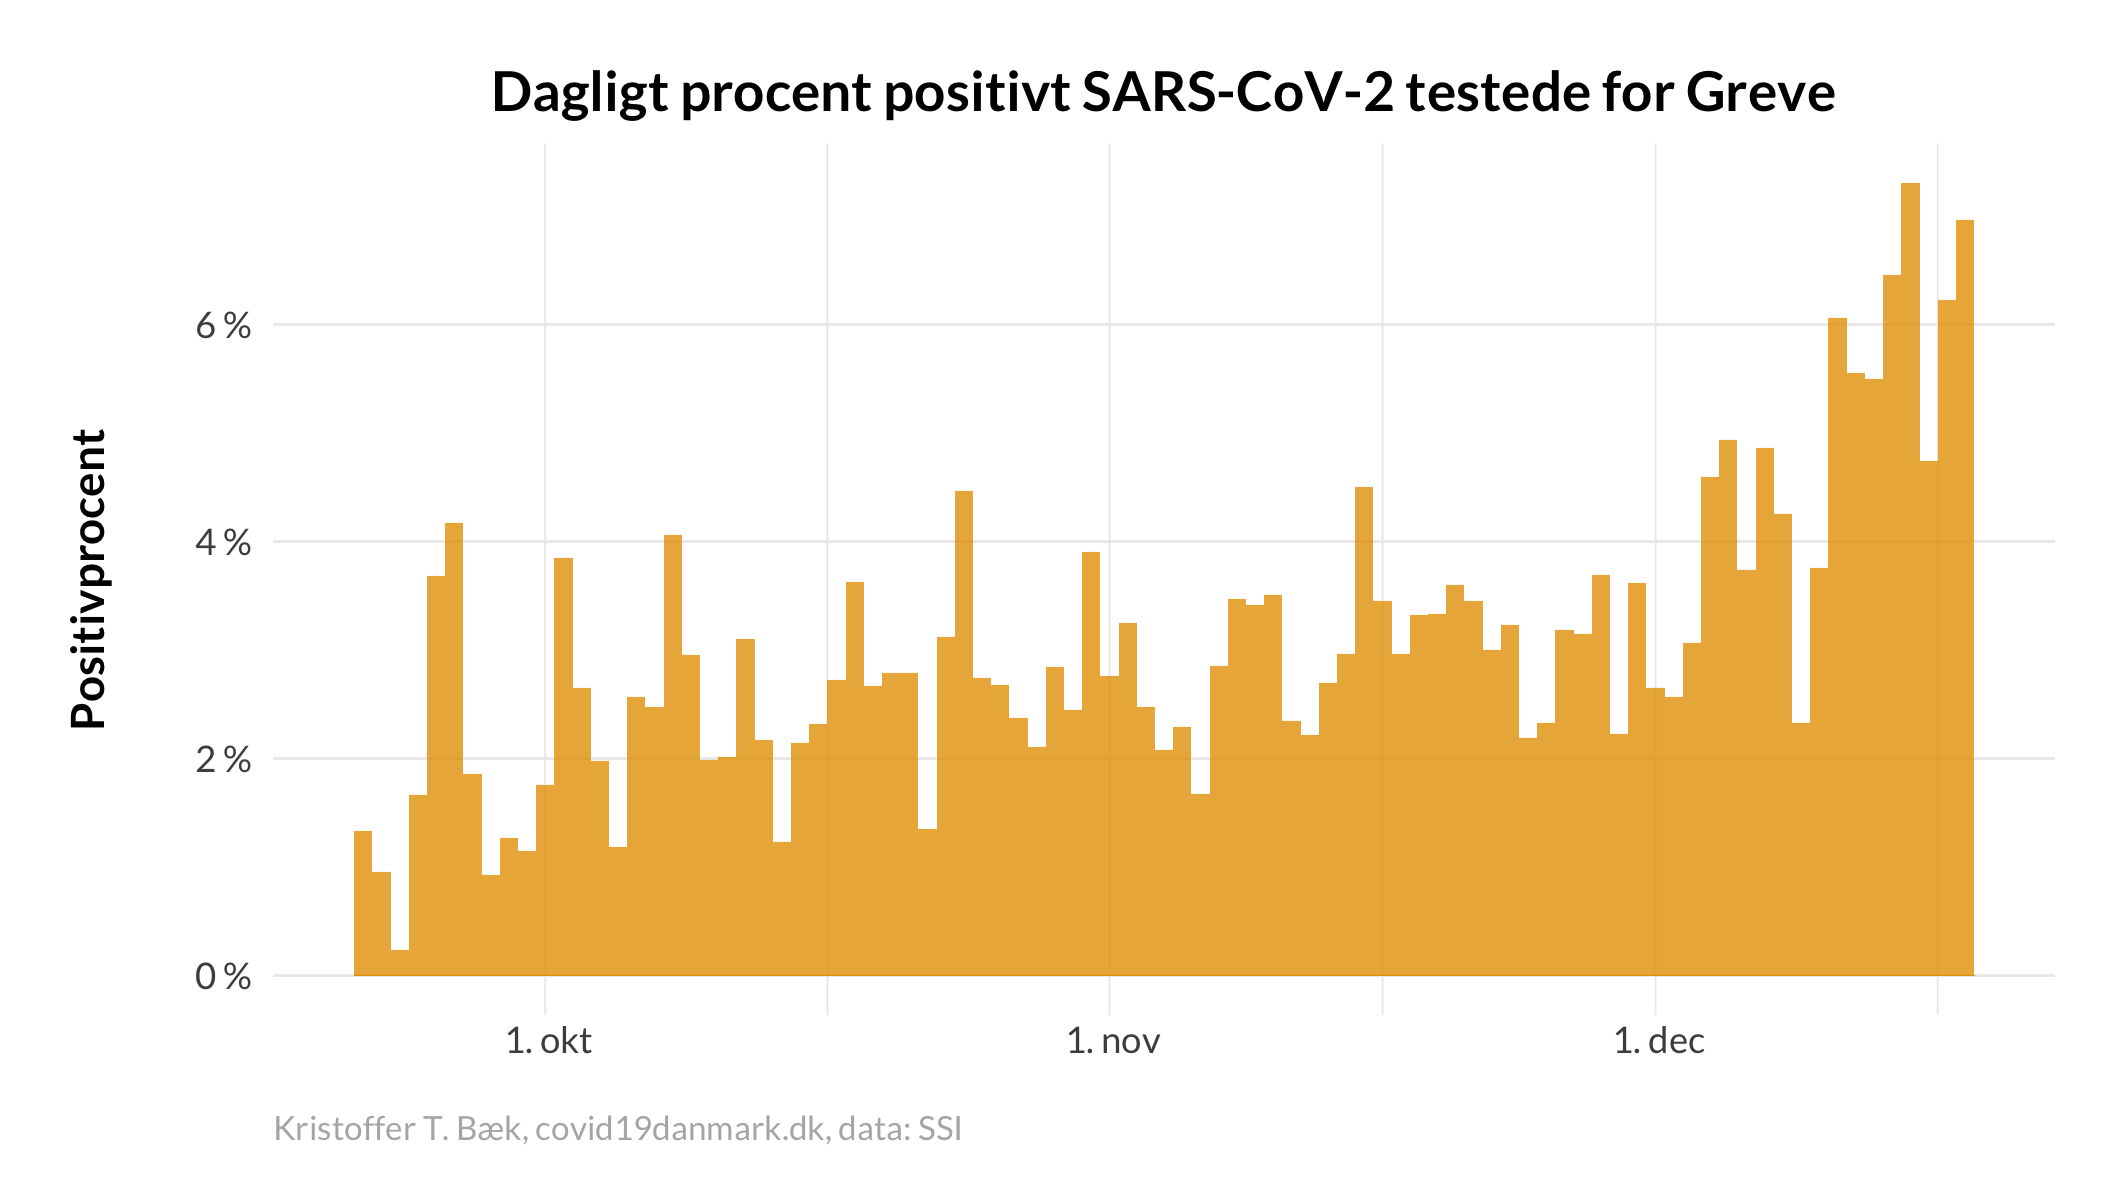 Dagligt procent positivt SARS-CoV-2 testede for Greve
Positivprocent
6 %
4 %
2 %
0 %
1. okt
1. nov
1. dec
Kristoffer T. Bæk, covid19danmark.dk, data: SSI